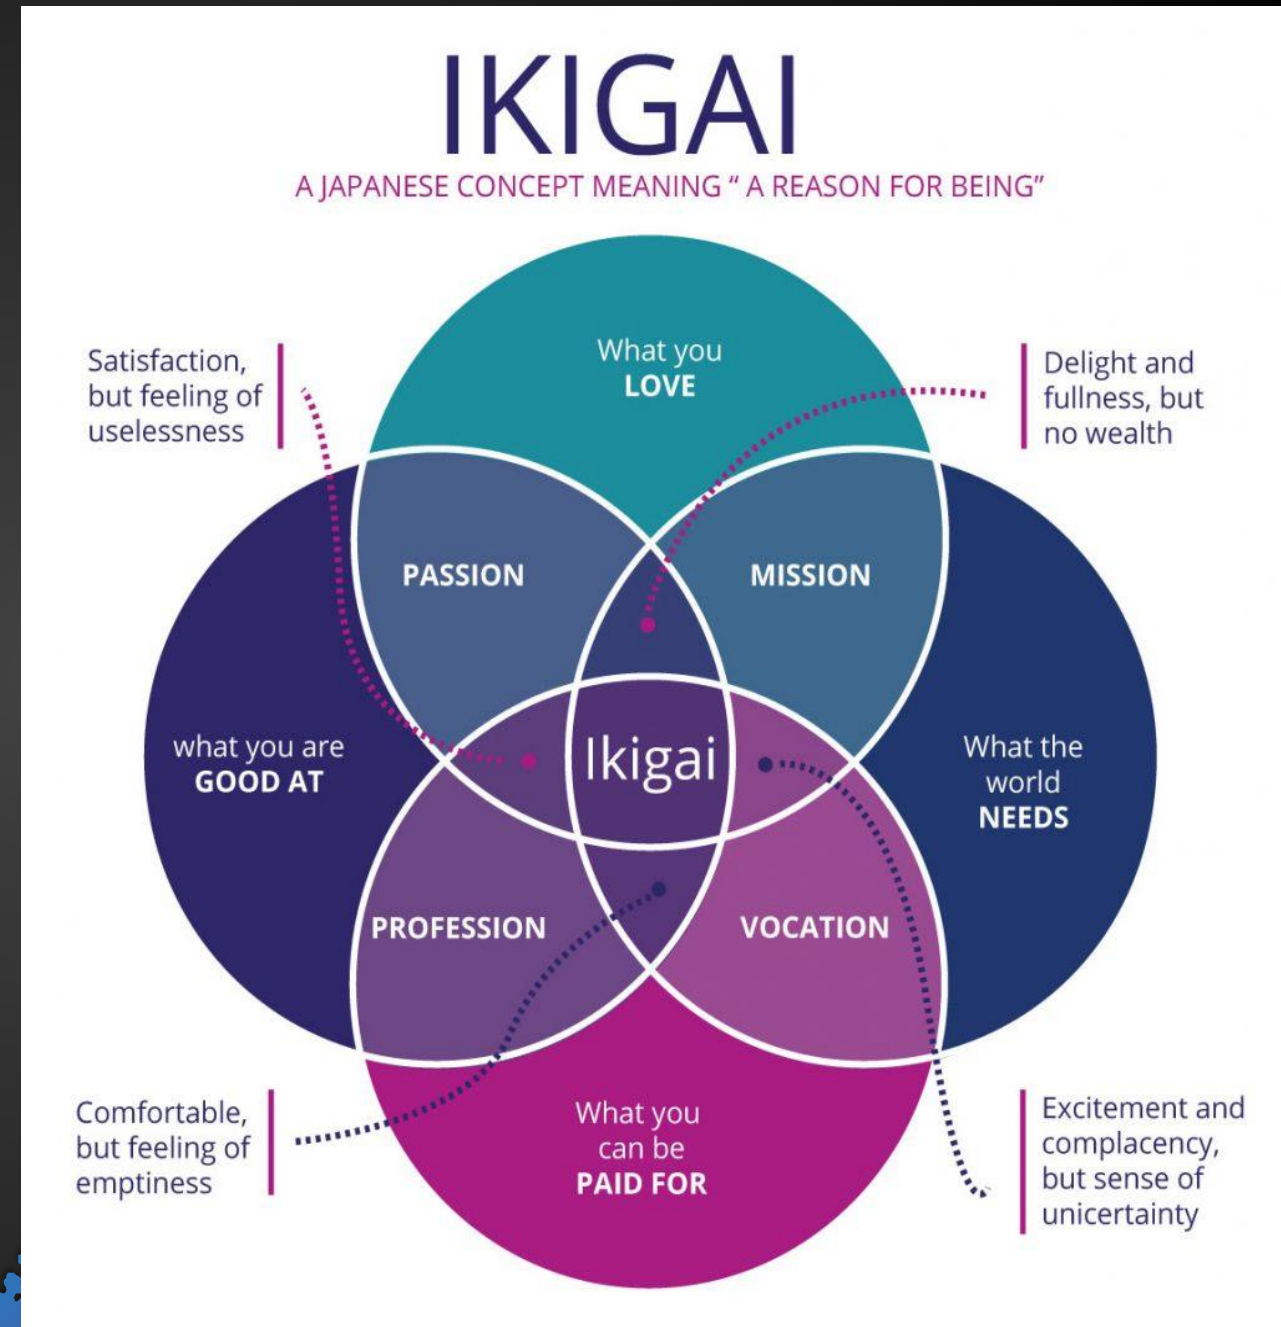 IKIGAI
A JAPANESE CONCEPT MEANING “ A REASON FOR BEING”
What you
LOVE
Satisfaction,
but feeling of
uselessness
Delight and
fullness, but
no wealth
PASSION
MISSION
what you are
GOOD AT
Ikigai
What the
world
NEEDS
PROFESSION
VOCATION
Comfortable,
but feeling of
emptiness
What you
can be
PAID FOR
Excitement and
complacency,
but sense of
unicertainty